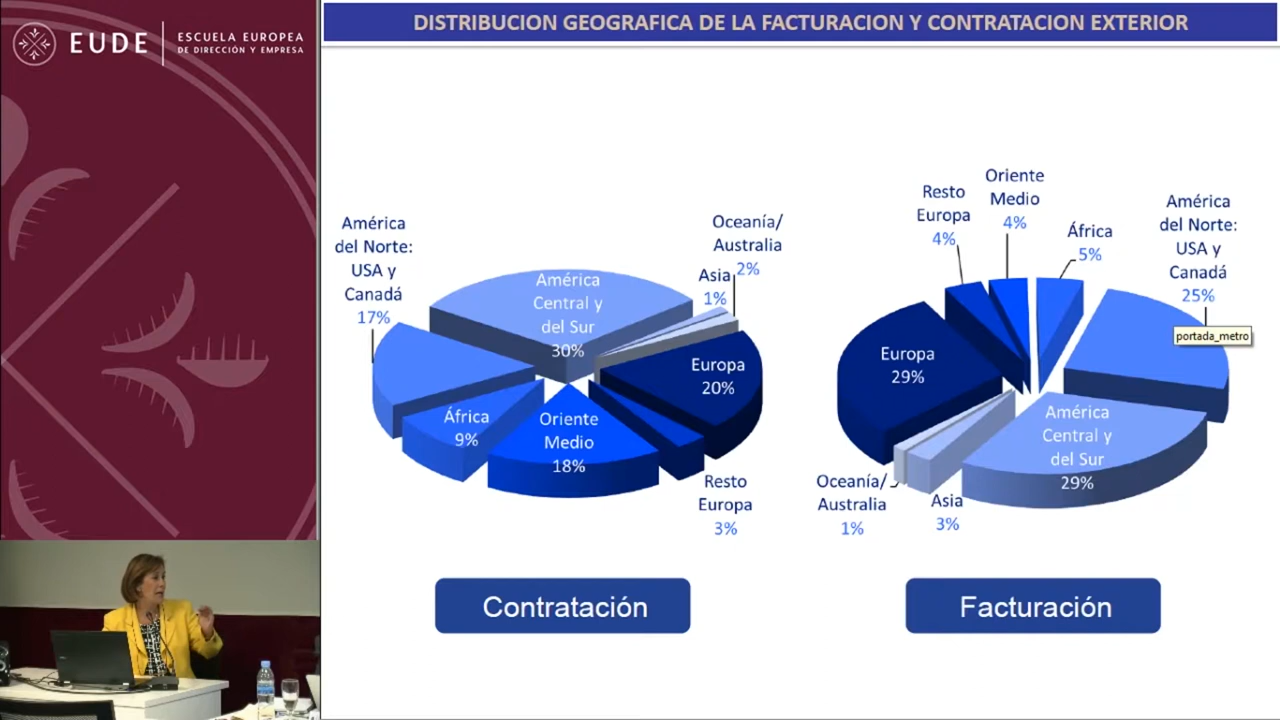 EUDE
ESCUELA EUROPEA
DE DIRECCIÓN Y EMPRESA
DISTRIBUCION GEOGRAFICA DE LA FACTURACION Y CONTRATACION EXTERIOR
América
del Norte:
USA y
Canadá
17%
América
Central y
del Sur
30%
Oceanía/
Australia
2%
Asia
1%
Europa
20%
África
9%
Oriente
Medio
18%
Resto
Europa
3%
Contratación
Resto
Europa
4%
Oriente
Medio
4%
África
5%
América
del Norte:
USA y
Canadá
25%
portada_metro
Europa
29%
América
Central y
del Sur
29%
Oceanía/
Australia
1%
Asia
3%
Facturación